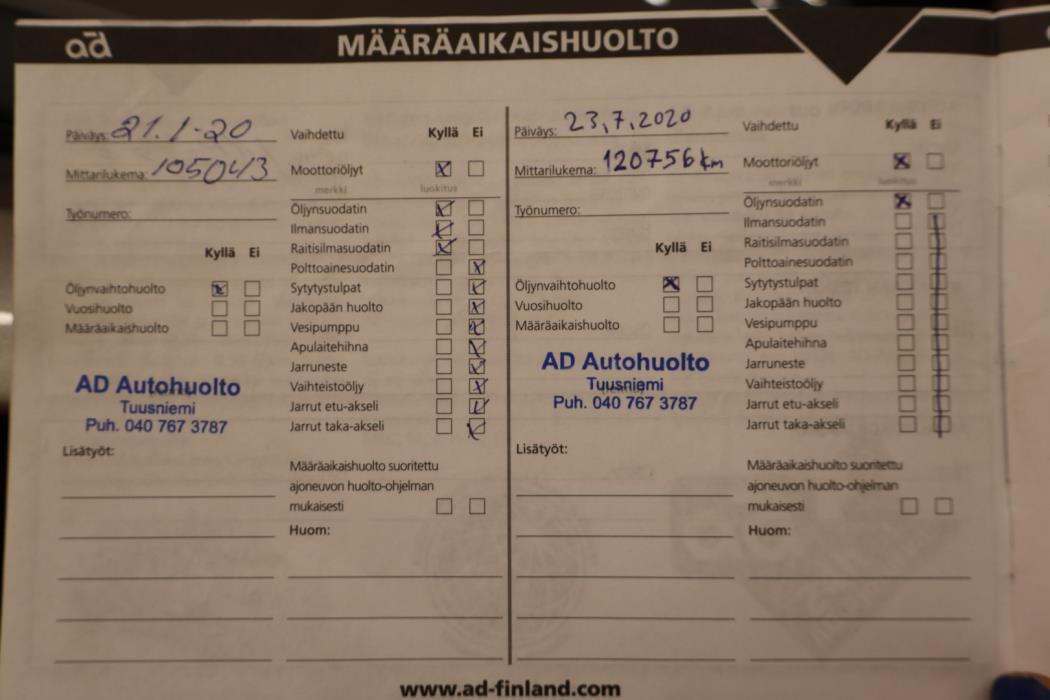 ad MÄÄRÄAIKAISHUOLTO
Päiväys: 21.1-20
Mittarilukema: 105043
Työnumero:
Kyllä Ei
Öljynvaihtohuolto
Vuosihuolto
Määräaikaishuolto
AD Autohuolto
Tuusniemi
Puh. 040 767 3787
Lisätyöt:
Vaihdettu Kyllä Ei
Moottoriöljyt
merkki luokitus
Öljynsuodatin
Ilmansuodatin
Raitisilmasuodatin
Polttoainesuodatin
Sytytystulpat
Jakopään huolto
Vesipumppu
Apulaitehihna
Jarruneste
Vaihteistoöljy
Jarrut etu-akseli
Jarrut taka-akseli
Määräaikaishuolto suoritettu
ajoneuvon huolto-ohjelman
mukaisesti
Huom:
Päiväys: 23,7,2020
Mittarilukema: 120756 km
Työnumero:
Kyllä Ei
Öljynvaihtohuolto
Vuosihuolto
Määräaikaishuolto
AD Autohuolto
Tuusniemi
Puh. 040 767 3787
Lisätyöt:
Vaihdettu Kyllä Ei
Moottoriöljyt
merkki luokitus
Öljynsuodatin
Ilmansuodatin
Raitisilmasuodatin
Polttoainesuodatin
Sytytystulpat
Jakopään huolto
Vesipumppu
Apulaitehihna
Jarruneste
Vaihteistoöljy
Jarrut etu-akseli
Jarrut taka-akseli
Määräaikaishuolto suoritettu
ajoneuvon huolto-ohjelman
mukaisesti
Huom:
www.ad-finland.com